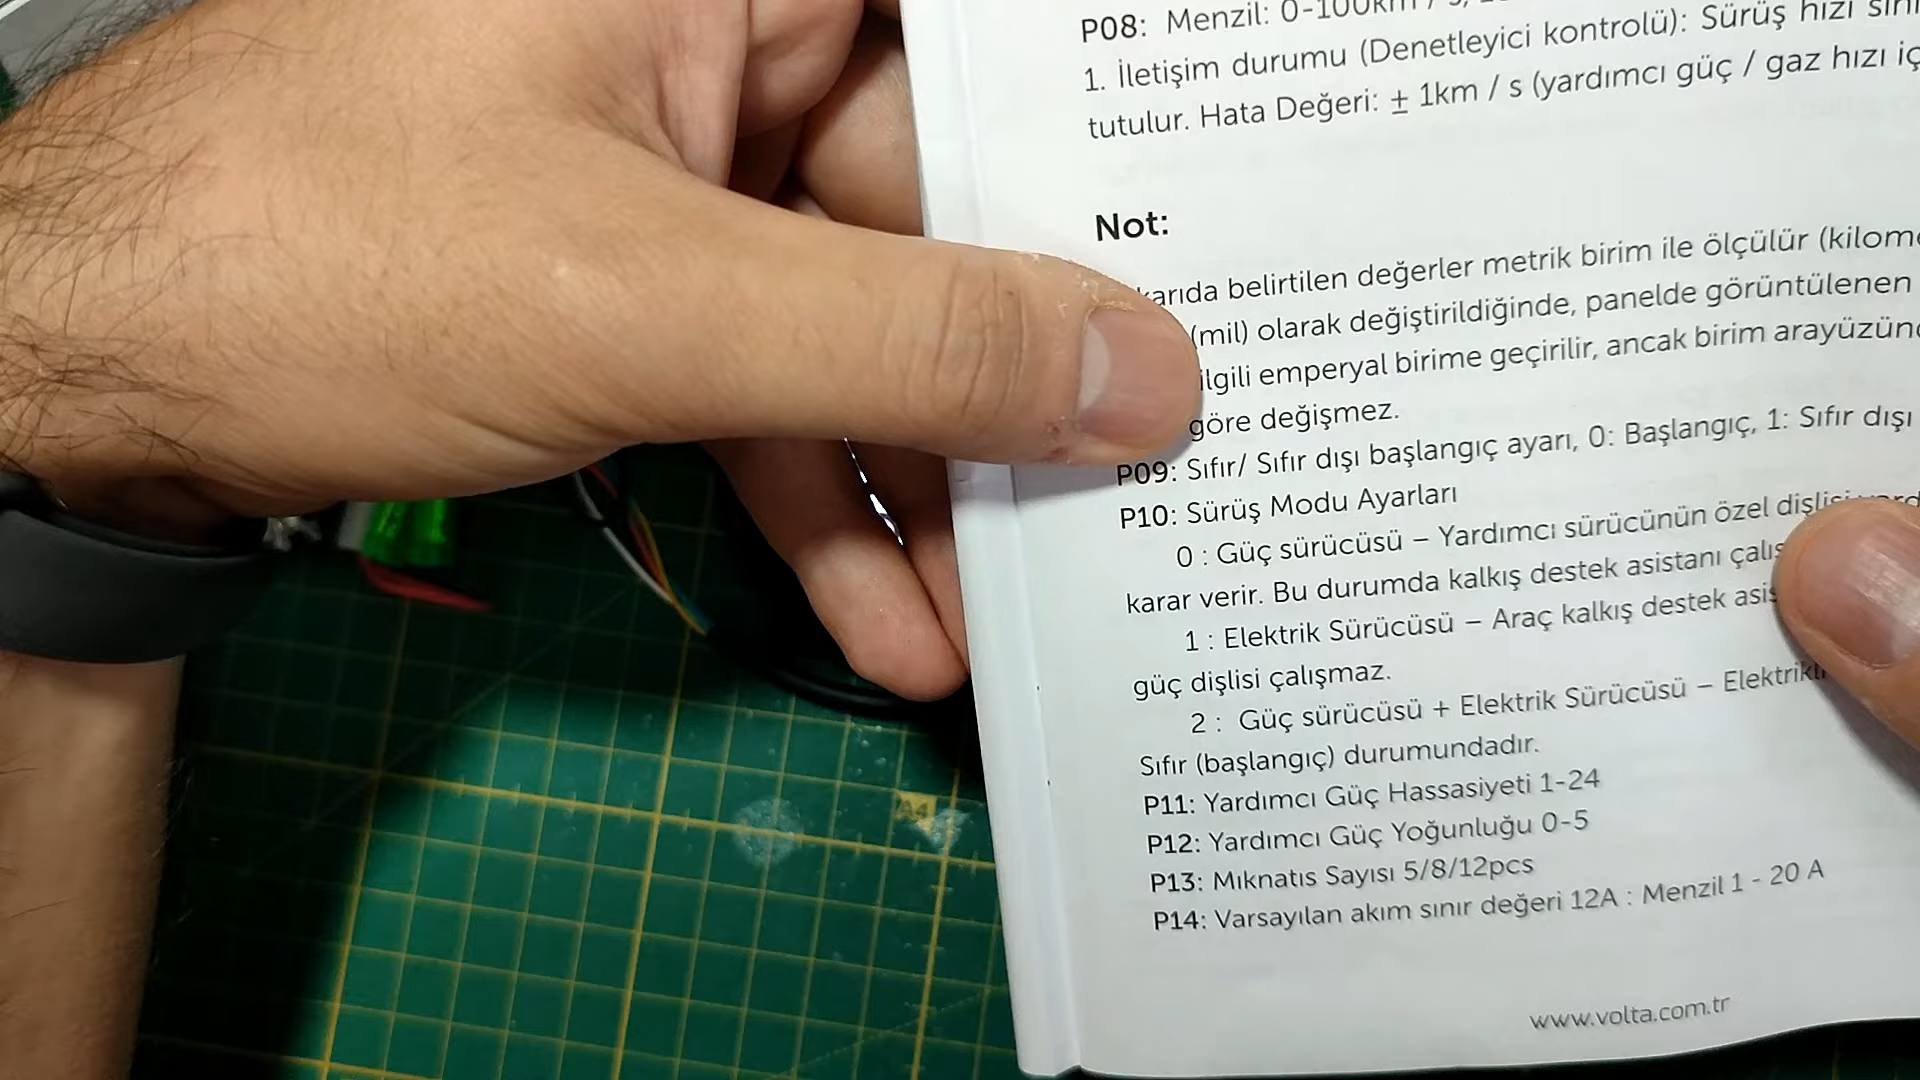 P08: Menzil: 0-100km / s,
1. İletişim durumu (Denetleyici kontrolü): Sürüş hızı
tutulur. Hata Değeri: ± 1km / s (yardımcı güç / gaz hızı
Not:
belirtilen değerler metrik birim ile ölçülür
(mil) olarak değiştirildiğinde, panelde görüntülenen
ilgili emperyal birime geçirilir, ancak birim
göre değişmez.
P09: Sıfır/ Sıfır dışı başlangıç ayarı, 0: Başlangıç, 1: Sıfır dışı
P10: Sürüş Modu Ayarları
0 : Güç sürücüsü – Yardımcı sürücünün özel
karar verir. Bu durumda kalkış destek asistanı
1 : Elektrik Sürücüsü – Araç kalkış destek
güç dişlisi çalışmaz.
2 : Güç sürücüsü + Elektrik Sürücüsü –
Sıfır (başlangıç) durumundadır.
P11: Yardımcı Güç Hassasiyeti 1-24
P12: Yardımcı Güç Yoğunluğu 0-5
P13: Mıknatıs Sayısı 5/8/12pcs
P14: Varsayılan akım sınır değeri 12A : Menzil 1 - 20 A
www.volta.com.tr
A4